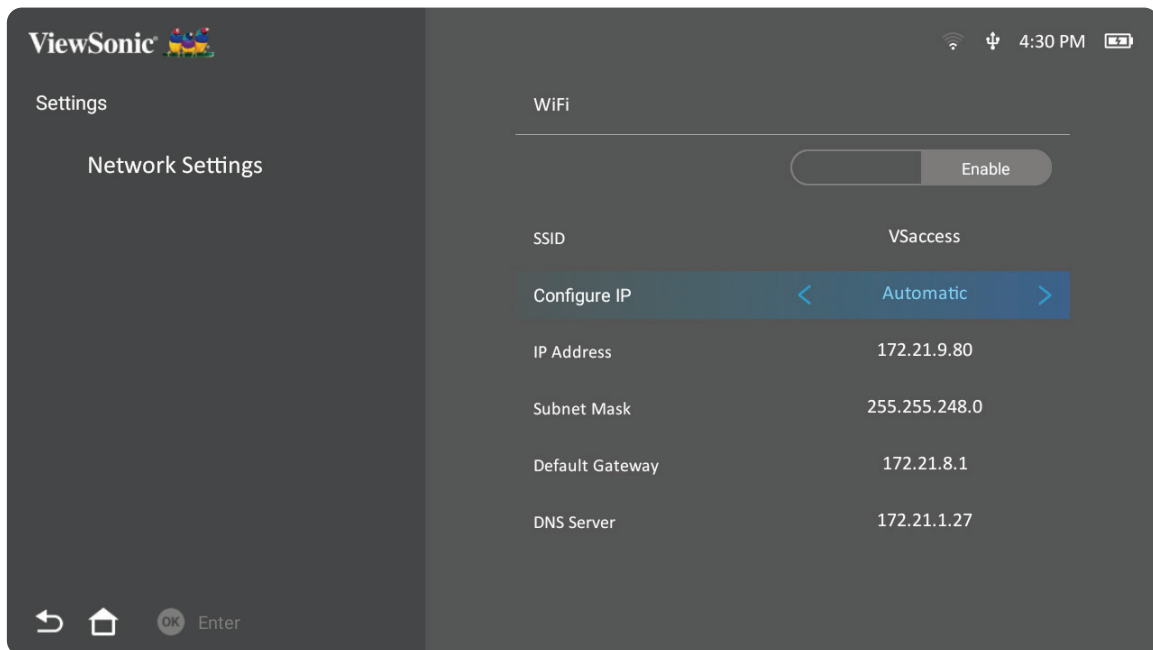 ViewSonic
4:30 PM
Settings
Network Settings
WiFi
Enable
SSID VSaccess
Configure IP < Automatic >
IP Address 172.21.9.80
Subnet Mask 255.255.248.0
Default Gateway 172.21.8.1
DNS Server 172.21.1.27
OK Enter